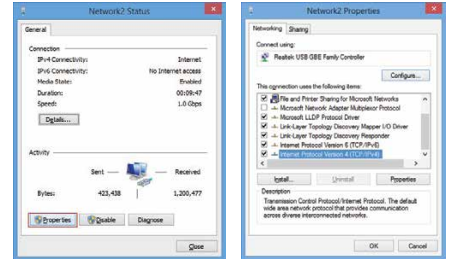 Network2 Status
General
Connection
IPv4 Connectivity: Internet
IPv6 Connectivity: No Internet access
Media State: Enabled
Duration: 00:09:47
Speed: 1.0 Gbps
Details...
Activity
Sent Received
Bytes: 423,438 1,200,477
Properties Disable Diagnose
Close
Network2 Properties
Networking Sharing
Connect using:
Realtek USB GBE Family Controller
Configure...
This connection uses the following items:
File and Printer Sharing for Microsoft Networks
Microsoft Network Adapter Multiplexor Protocol
Microsoft LLDP Protocol Driver
Link-Layer Topology Discovery Mapper I/O Driver
Link-Layer Topology Discovery Responder
Internet Protocol Version 6 (TCP/IPv6)
Internet Protocol Version 4 (TCP/IPv4)
Install... Uninstall Properties
Description
Transmission Control Protocol/Internet Protocol. The default
wide area network protocol that provides communication
across diverse interconnected networks.
OK Cancel